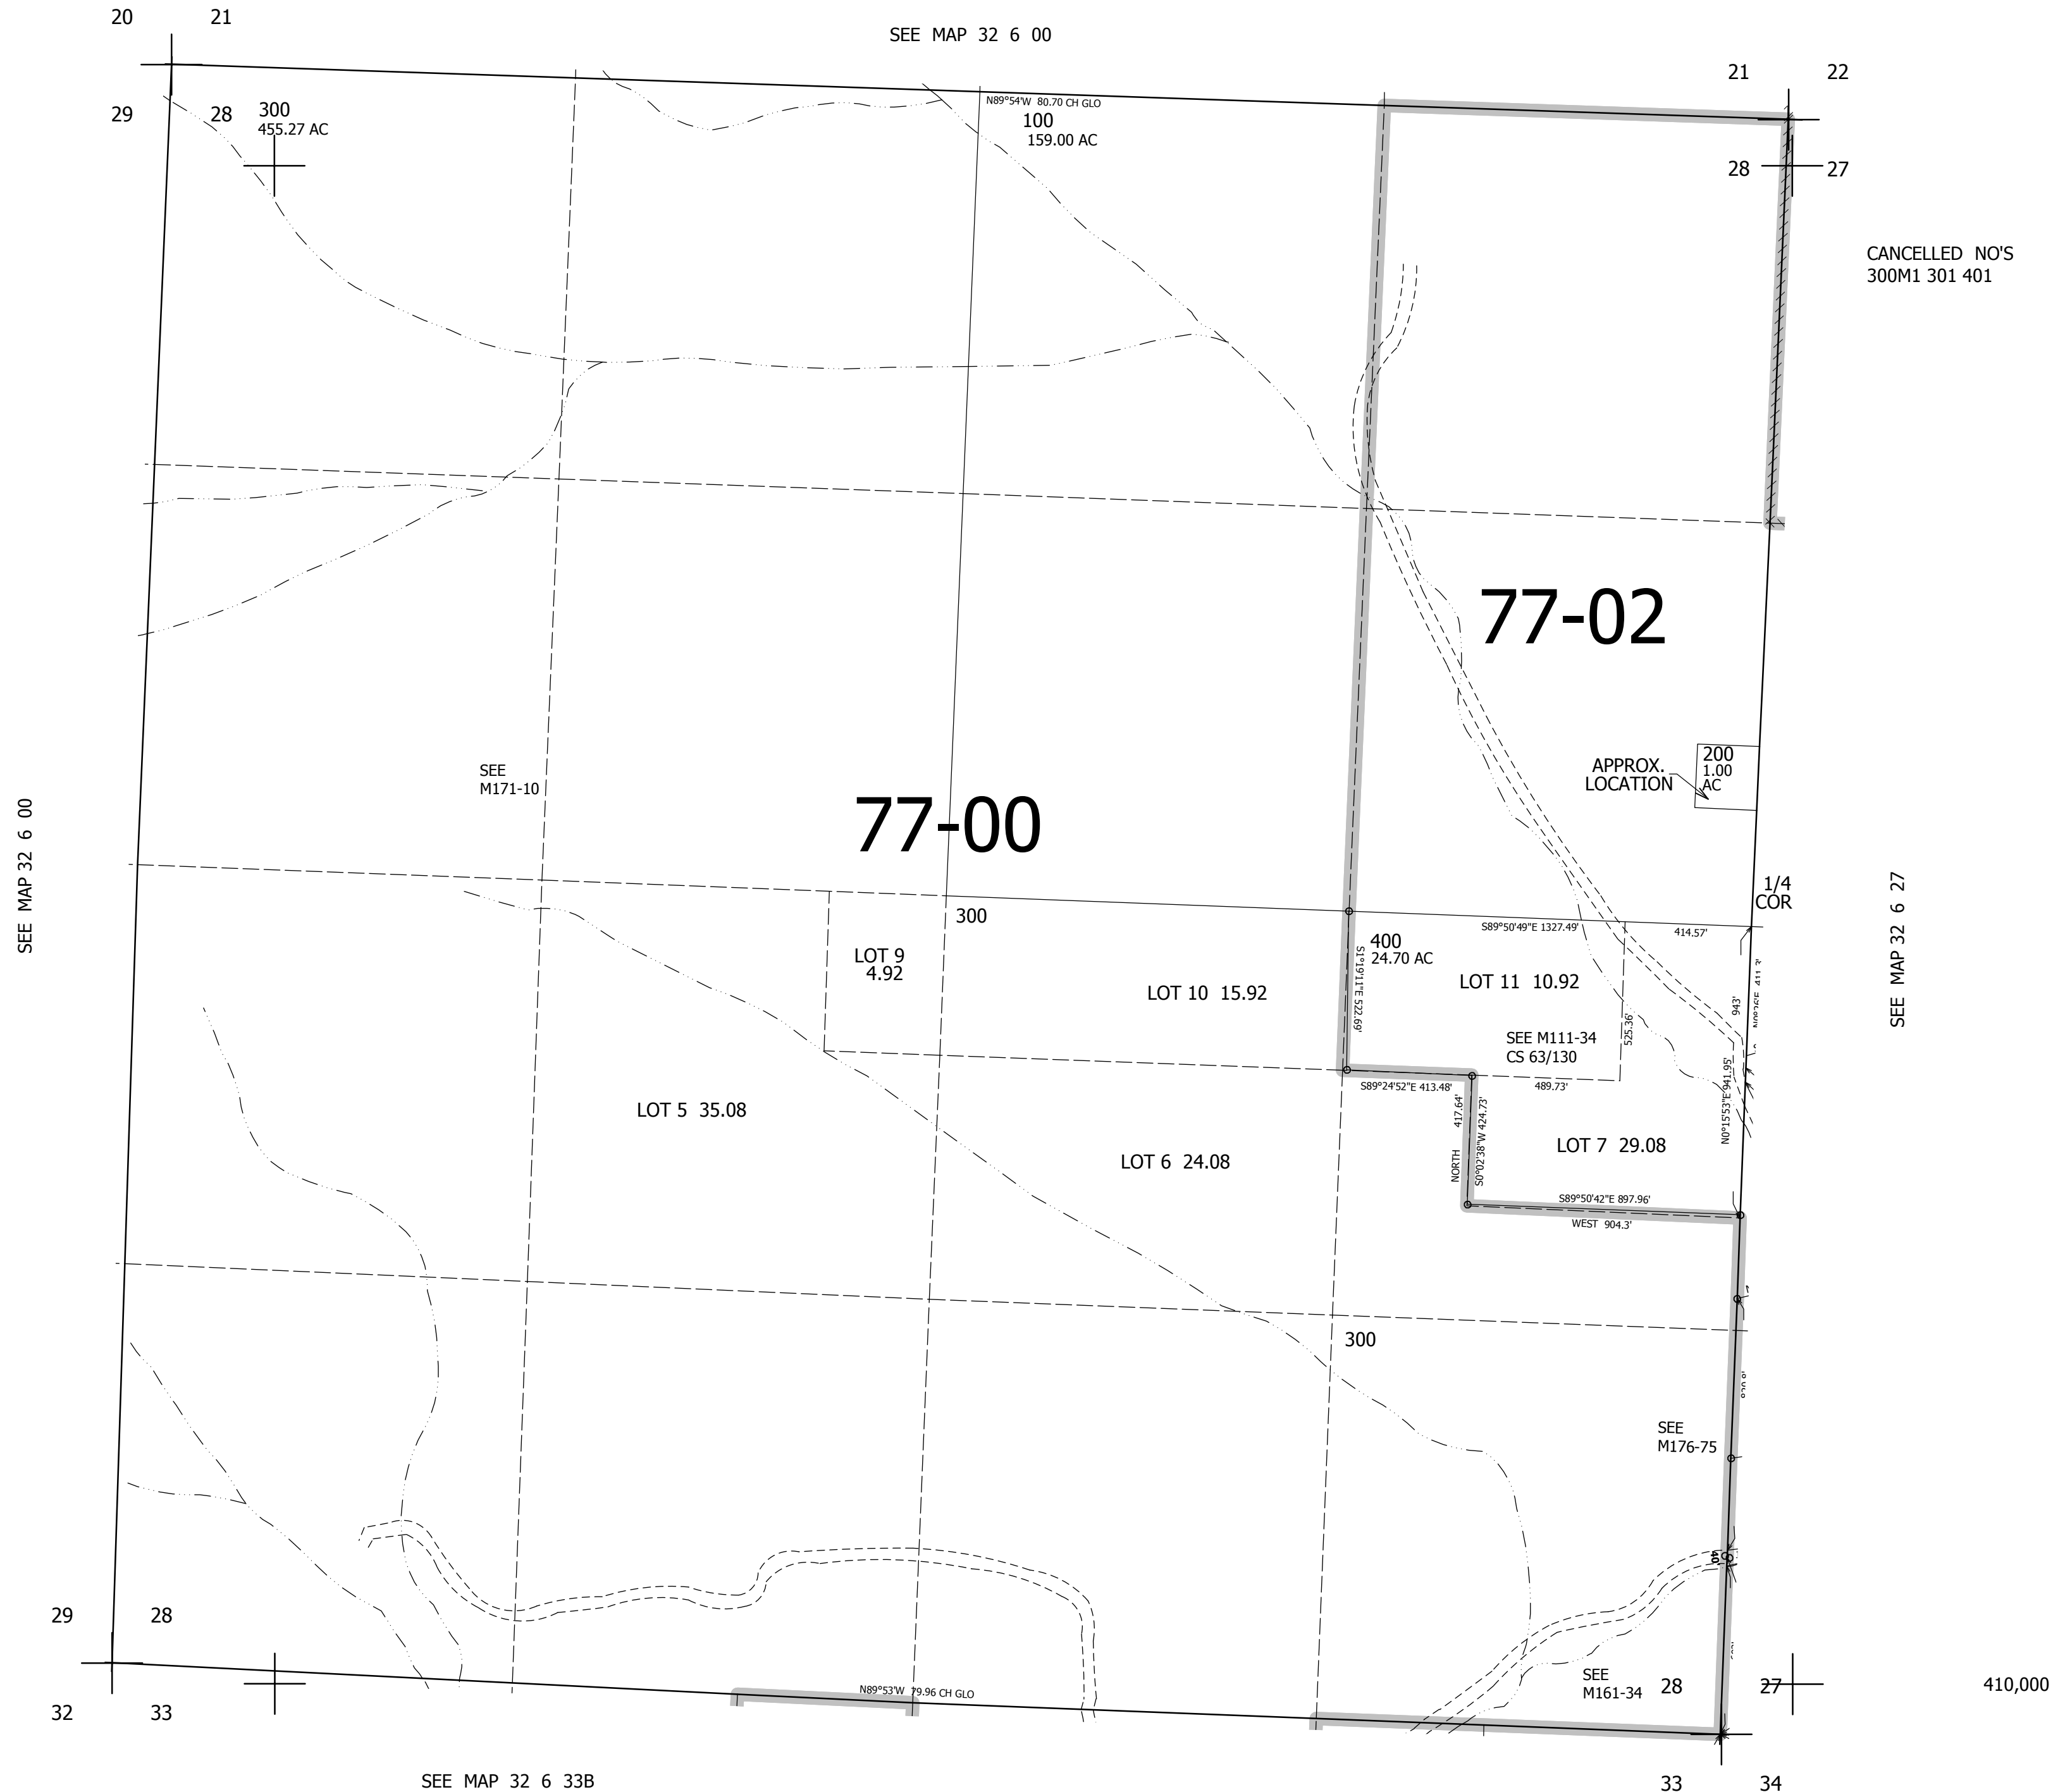 20 21
SEE MAP 32 6 00
21 22
29 28
300
455.27 AC
N89°54'W 80.70 CH GLO
100
159.00 AC
28 27
CANCELLED NO'S
300M1 301 401
77-02
SEE
M171-10
77-00
APPROX.
LOCATION
200
1.00
AC
SEE MAP 32 6 00
1/4
COR
SEE MAP 32 6 27
300
S89°50'49"E 1327.49'
414.57'
400
24.70 AC
LOT 9
4.92
LOT 10 15.92
S1°19'11"E 522.69'
LOT 11 10.92
943'
SEE M111-34
CS 63/130
525.36'
S89°24'52"E 413.48'
489.73'
N0°15'53"E 941.95'
LOT 5 35.08
417.64'
NORTH
S0°02'38"W 424.73'
LOT 7 29.08
LOT 6 24.08
S89°50'42"E 897.96'
WEST 904.3'
300
SEE
M176-75
40'
29 28
SEE
M161-34
28 27
410,000
N89°53'W 79.96 CH GLO
32 33
SEE MAP 32 6 33B
33 34